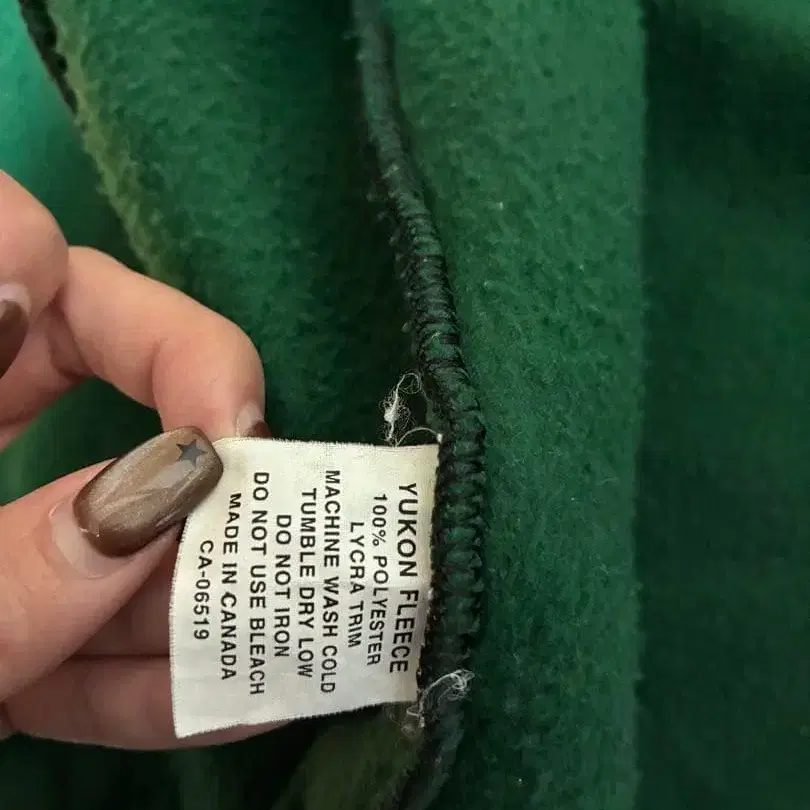 YUKON FLEECE
100% POLYESTER
LYCRA TRIM
MACHINE WASH COLD
TUMBLE DRY LOW
DO NOT IRON
DO NOT USE BLEACH
MADE IN CANADA
CA-06519